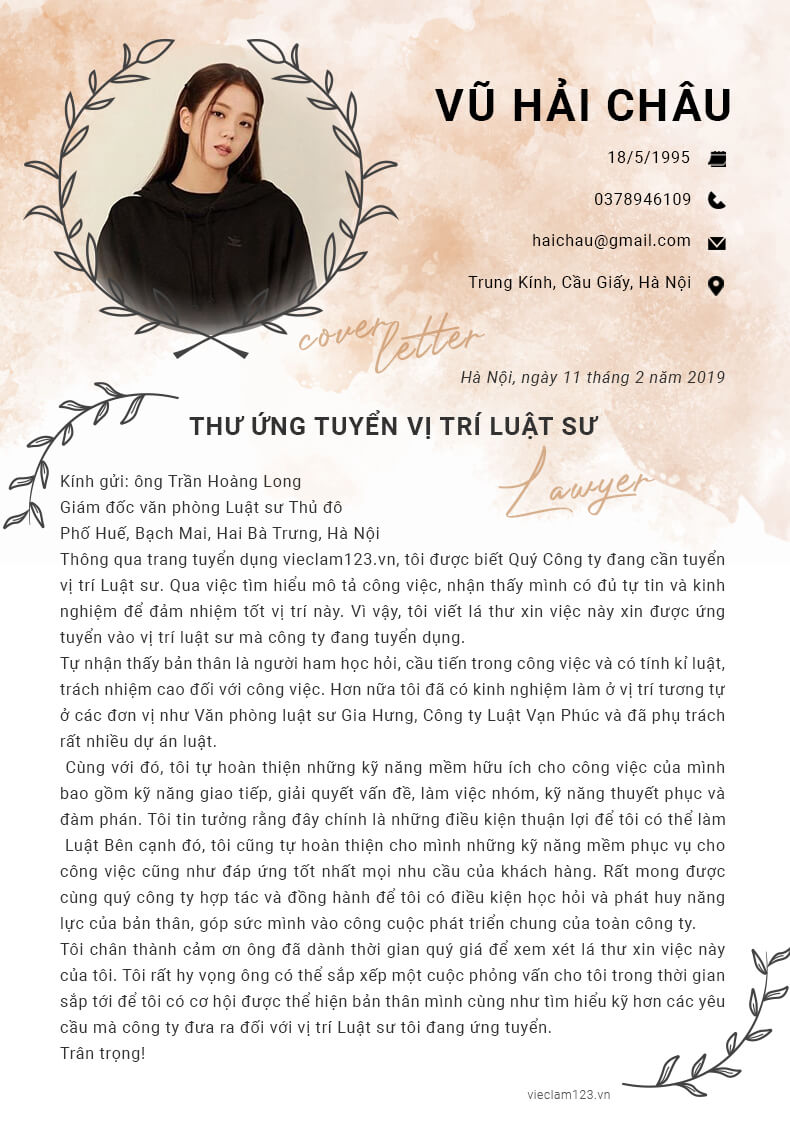 VŨ HẢI CHÂU
18/5/1995
0378946109
haichau@gmail.com
Trung Kính, Cầu Giấy, Hà Nội
cover letter
Hà Nội, ngày 11 tháng 2 năm 2019
THƯ ỨNG TUYỂN VỊ TRÍ LUẬT SƯ
Lawyer
Kính gửi: ông Trần Hoàng Long
Giám đốc văn phòng Luật sư Thủ đô
Phố Huế, Bạch Mai, Hai Bà Trưng, Hà Nội
Thông qua trang tuyển dụng vieclam123.vn, tôi được biết Quý Công ty đang cần tuyển
vị trí Luật sư. Qua việc tìm hiểu mô tả công việc, nhận thấy mình có đủ tự tin và kinh
nghiệm để đảm nhiệm tốt vị trí này. Vì vậy, tôi viết lá thư xin việc này xin được ứng
tuyển vào vị trí luật sư mà công ty đang tuyển dụng.
Tự nhận thấy bản thân là người ham học hỏi, cầu tiến trong công việc và có tính kỉ luật,
trách nhiệm cao đối với công việc. Hơn nữa tôi đã có kinh nghiệm làm ở vị trí tương tự
ở các đơn vị như Văn phòng luật sư Gia Hưng, Công ty Luật Vạn Phúc và đã phụ trách
rất nhiều dự án luật.
Cùng với đó, tôi tự hoàn thiện những kỹ năng mềm hữu ích cho công việc của mình
bao gồm kỹ năng giao tiếp, giải quyết vấn đề, làm việc nhóm, kỹ năng thuyết phục và
đàm phán. Tôi tin tưởng rằng đây chính là những điều kiện thuận lợi để tôi có thể làm
Luật Bên cạnh đó, tôi cũng tự hoàn thiện cho mình những kỹ năng mềm phục vụ cho
công việc cũng như đáp ứng tốt nhất mọi nhu cầu của khách hàng. Rất mong được
cùng quý công ty hợp tác và đồng hành để tôi có điều kiện học hỏi và phát huy năng
lực của bản thân, góp sức mình vào công cuộc phát triển chung của toàn công ty.
Tôi chân thành cảm ơn ông đã dành thời gian quý giá để xem xét lá thư xin việc này
của tôi. Tôi rất hy vọng ông có thể sắp xếp một cuộc phỏng vấn cho tôi trong thời gian
sắp tới để tôi có cơ hội được thể hiện bản thân mình cùng như tìm hiểu kỹ hơn các yêu
cầu mà công ty đưa ra đối với vị trí Luật sư tôi đang ứng tuyển.
Trân trọng!
vieclam123.vn